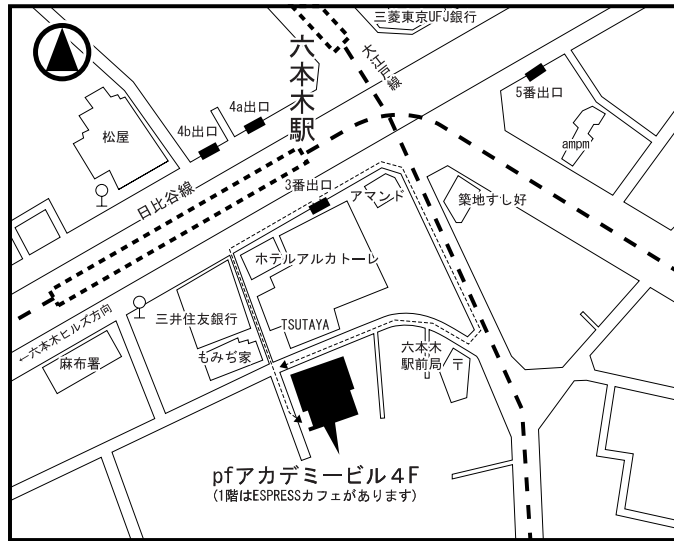 三菱東京UFJ銀行
六本木駅
大江戸線
5番出口
4a出口
4b出口
松屋
ampm
日比谷線
3番出口
アマンド
築地すし好
ホテルアルカトーレ
←六本木ヒルズ方向
三井住友銀行
TSUTAYA
もみぢ家
麻布署
六本木
駅前局 〒
pfアカデミービル4F
(1階はESPRESSカフェがあります)